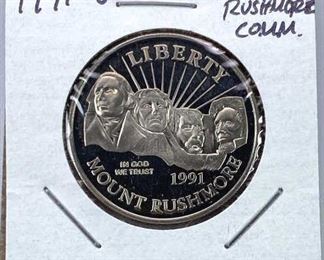 RUSHMORE
COMM.
LIBERTY
IN GOD
WE TRUST
1991
MOUNT RUSHMORE